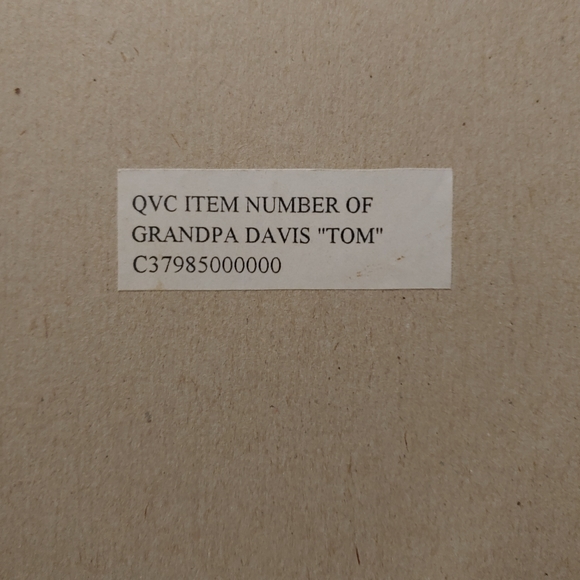 QVC ITEM NUMBER OF
GRANDPA DAVIS "TOM"
C37985000000